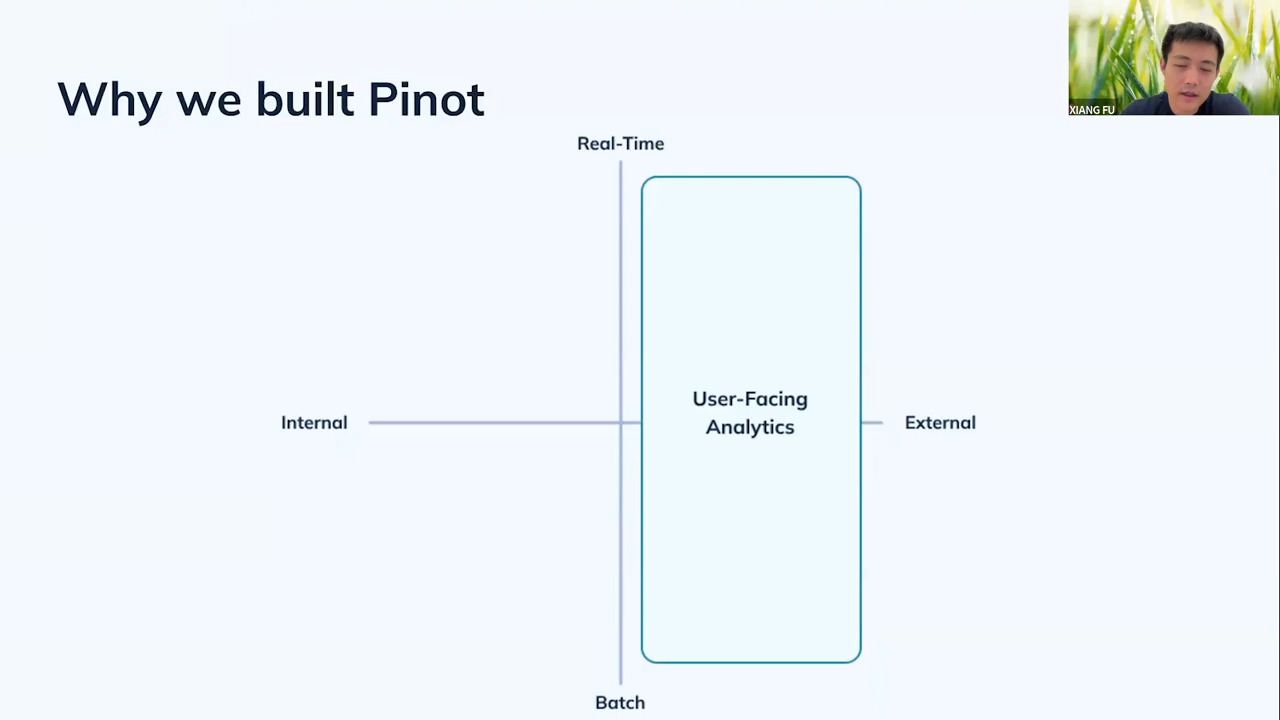 XIANG FU
Why we built Pinot
Real-Time
User-Facing
Analytics
Internal
External
Batch